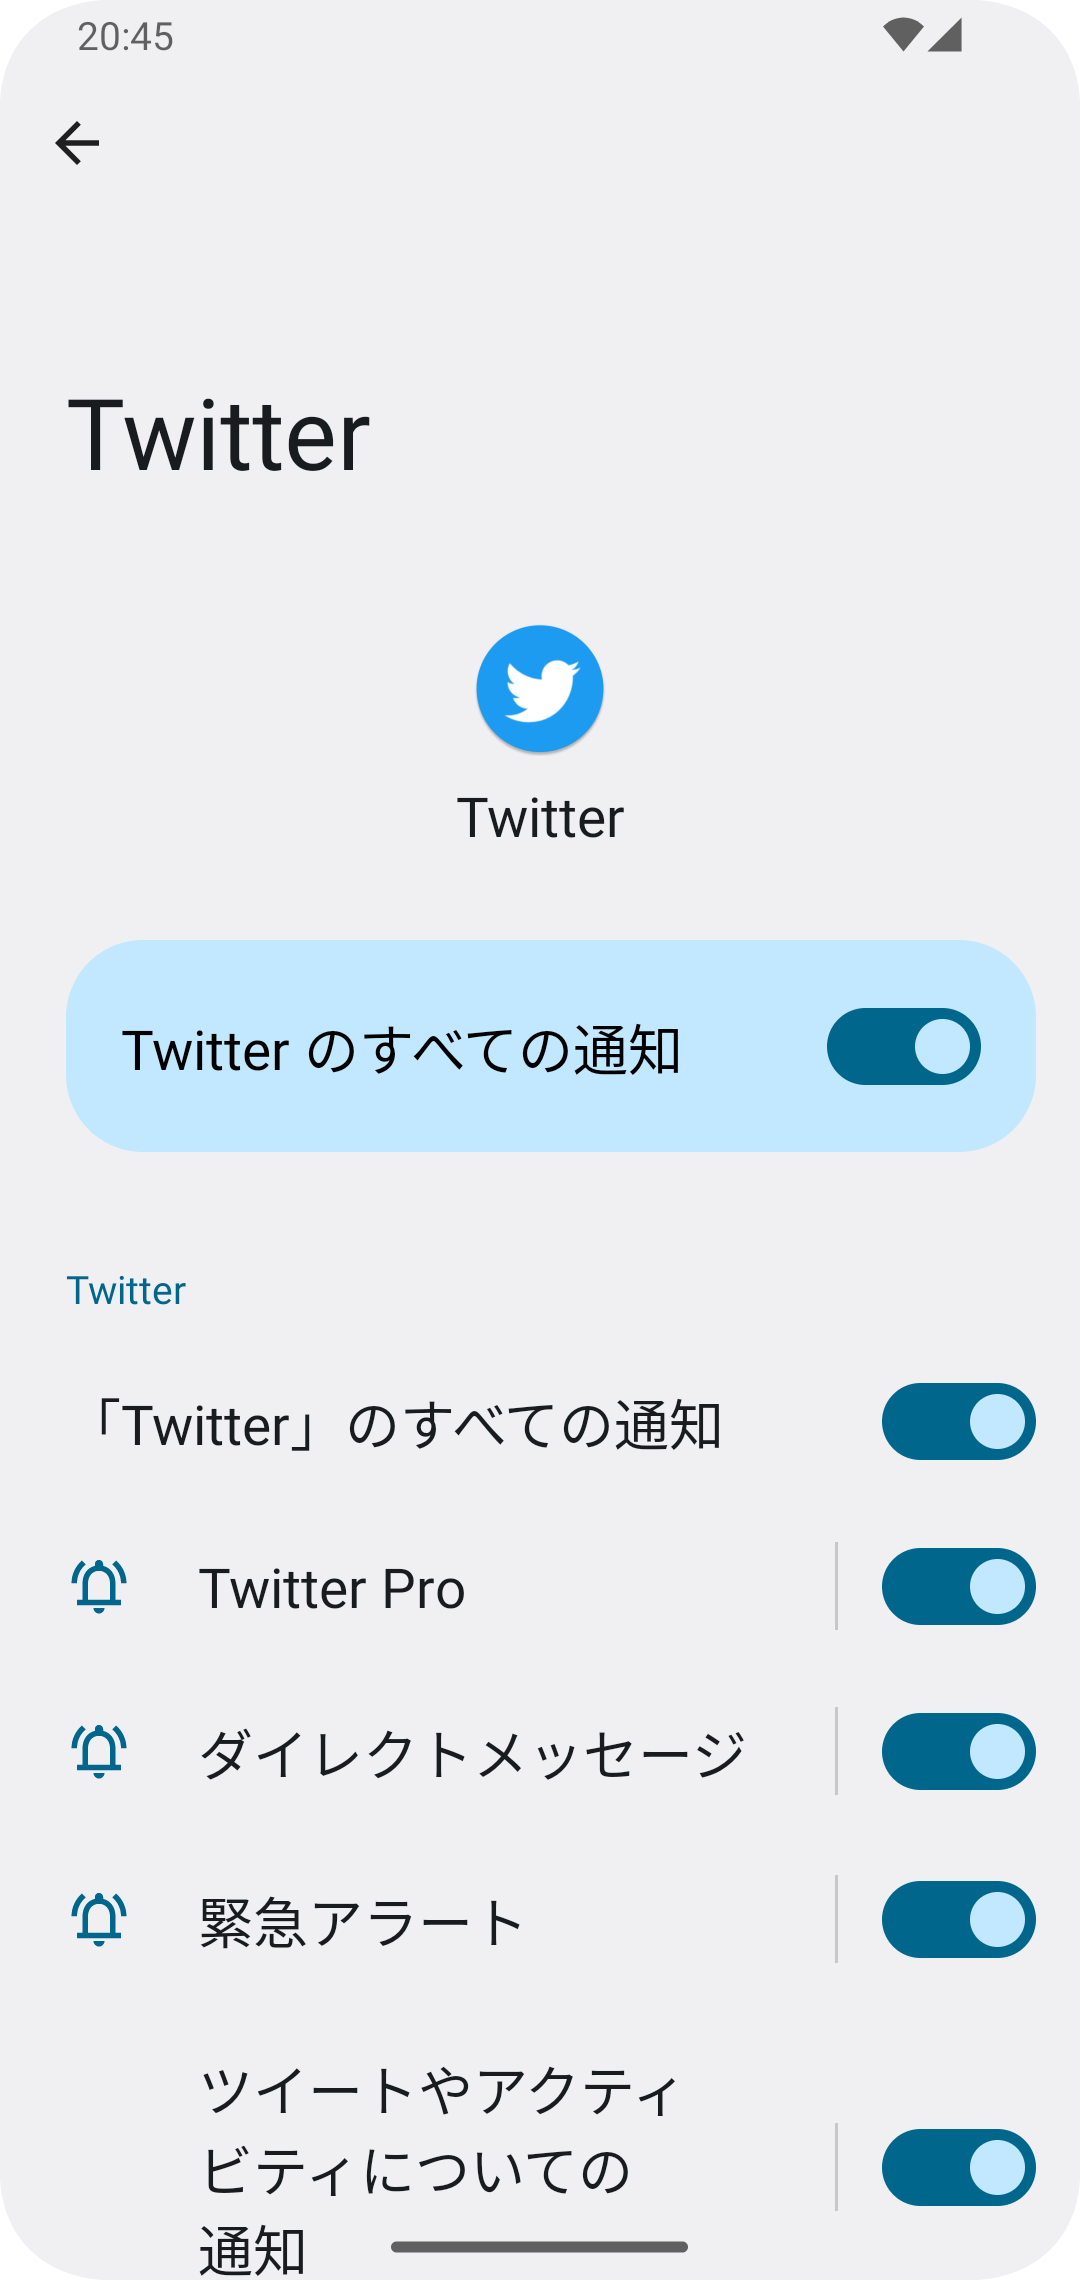 20:45
Twitter
Twitter
Twitter のすべての通知
Twitter
「Twitter」のすべての通知
Twitter Pro
ダイレクトメッセージ
緊急アラート
ツイートやアクティ
ビティについての
通知